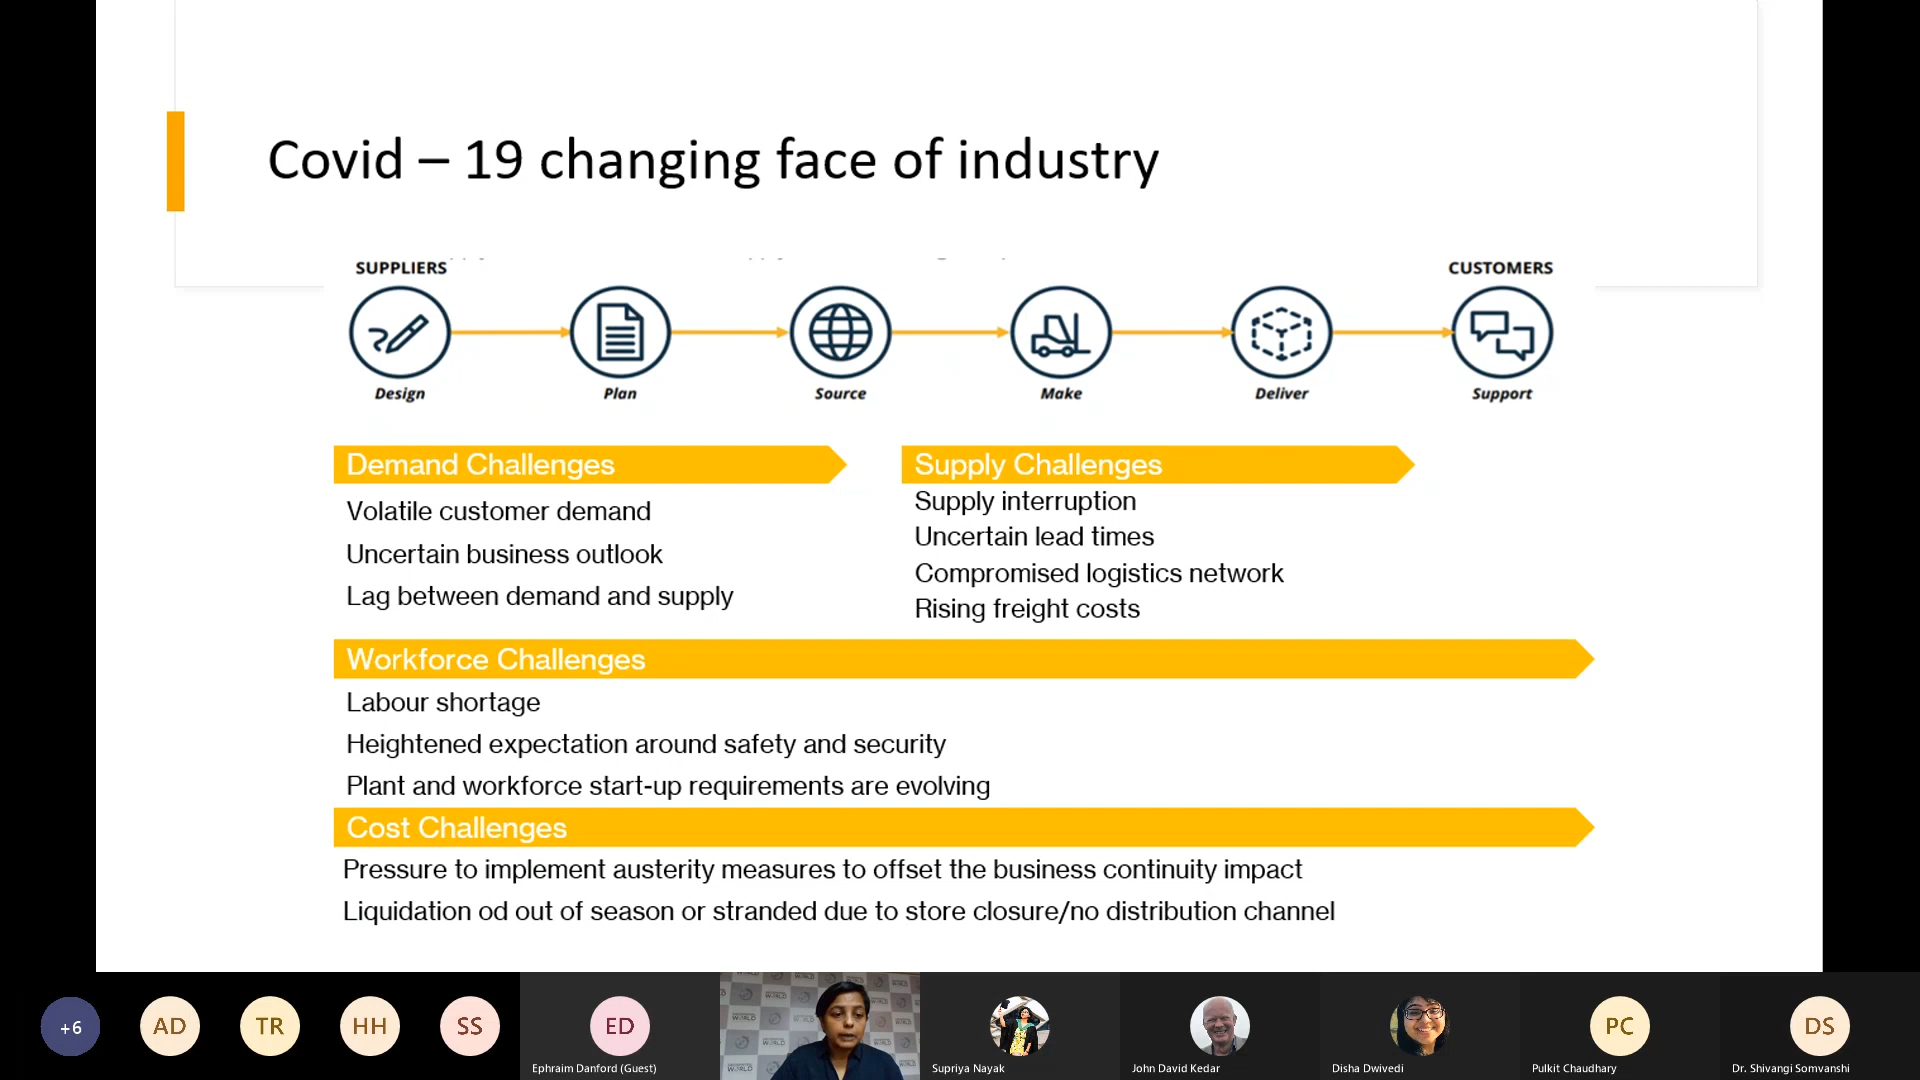 Covid – 19 changing face of industry
SUPPLIERS
CUSTOMERS
Design
Plan
Source
Make
Deliver
Support
Demand Challenges
Volatile customer demand
Uncertain business outlook
Lag between demand and supply
Supply Challenges
Supply interruption
Uncertain lead times
Compromised logistics network
Rising freight costs
Workforce Challenges
Labour shortage
Heightened expectation around safety and security
Plant and workforce start-up requirements are evolving
Cost Challenges
Pressure to implement austerity measures to offset the business continuity impact
Liquidation od out of season or stranded due to store closure/no distribution channel
+6
AD
TR
HH
SS
ED
Ephraim Danford (Guest)
WORLD
Supriya Nayak
John David Kedar
Disha Dwivedi
PC
Pulkit Chaudhary
DS
Dr. Shivangi Somvanshi